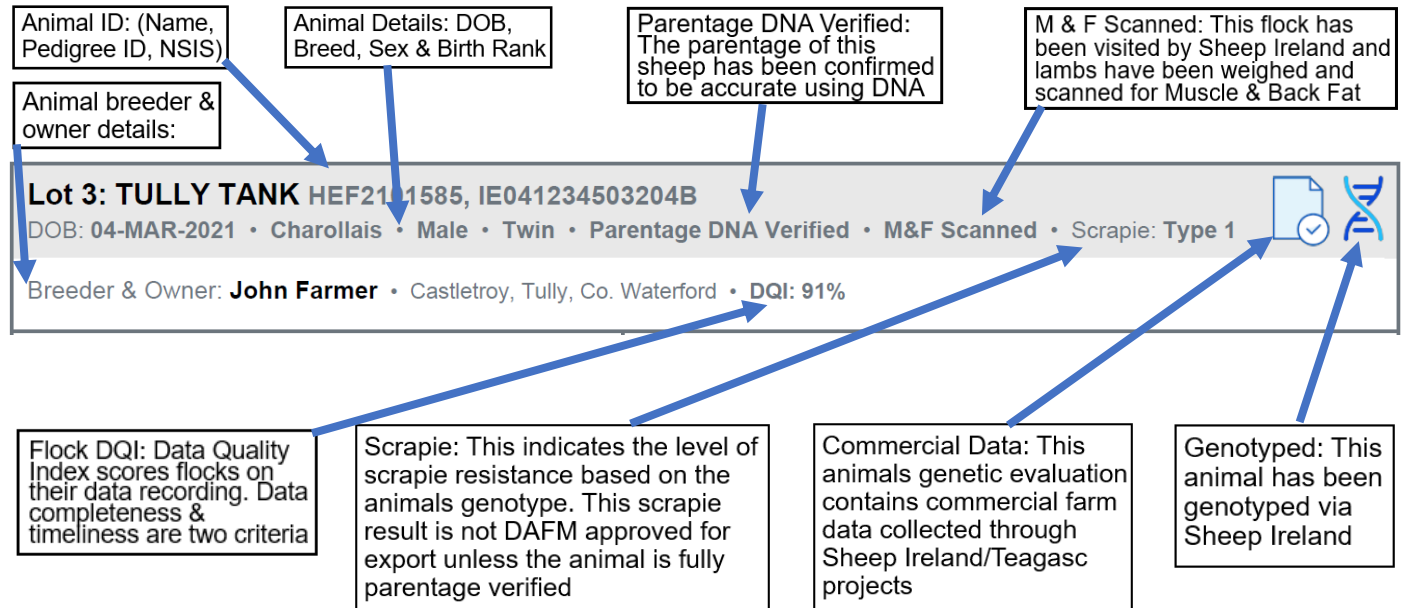 Animal ID: (Name,
Pedigree ID, NSIS)
Animal Details: DOB,
Breed, Sex & Birth Rank
Parentage DNA Verified:
The parentage of this
sheep has been confirmed
to be accurate using DNA
M & F Scanned: This flock has
been visited by Sheep Ireland and
lambs have been weighed and
scanned for Muscle & Back Fat
Animal breeder &
owner details:
Lot 3: TULLY TANK HEF2101585, IE041234503204B
DOB: 04-MAR-2021 • Charollais • Male • Twin • Parentage DNA Verified • M&F Scanned • Scrapie: Type 1
Breeder & Owner: John Farmer • Castletroy, Tully, Co. Waterford • DQI: 91%
Flock DQI: Data Quality
Index scores flocks on
their data recording. Data
completeness &
timeliness are two criteria
Scrapie: This indicates the level of
scrapie resistance based on the
animals genotype. This scrapie
result is not DAFM approved for
export unless the animal is fully
parentage verified
Commercial Data: This
animals genetic evaluation
contains commercial farm
data collected through
Sheep Ireland/Teagasc
projects
Genotyped: This
animal has been
genotyped via
Sheep Ireland